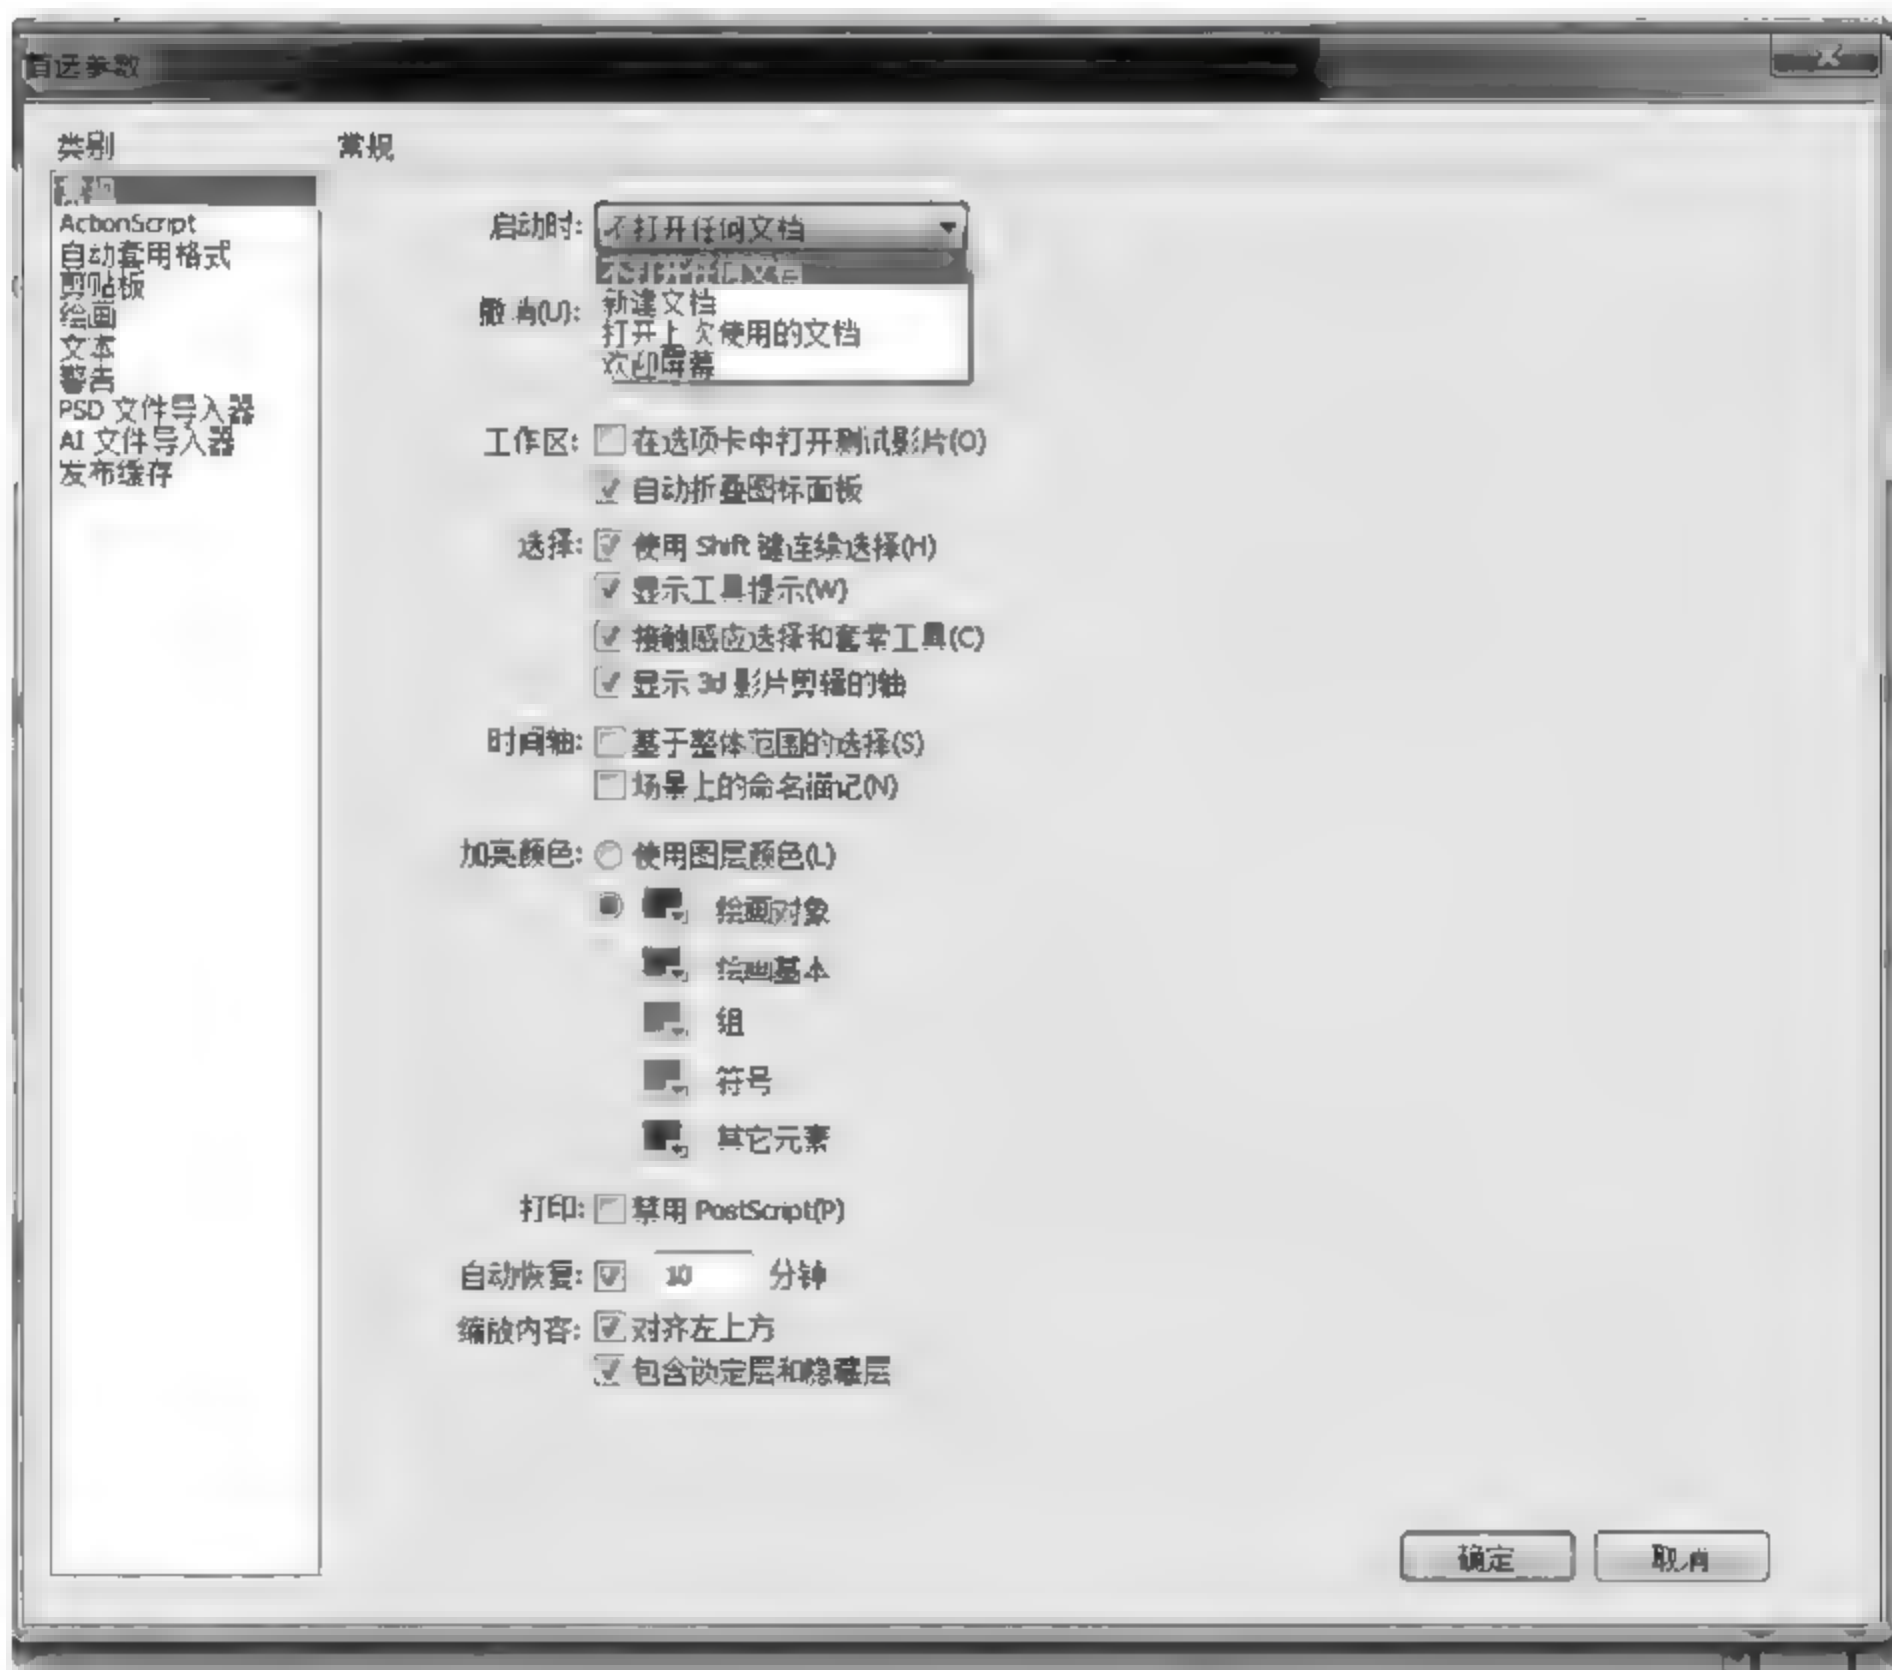 首选参数
类别
常规
常规
ActionScript
自动套用格式
剪贴板
绘画
文本
警告
PSD 文件导入器
AI 文件导入器
发布缓存
启动时: 不打开任何文档
不打开任何文档
新建文档
打开上次使用的文档
欢迎屏幕
撤消(U):
工作区: 在选项卡中打开测试影片(O)
自动折叠图标面板
选择: 使用 Shift 键连续选择(H)
显示工具提示(W)
接触感应选择和套索工具(C)
显示 3d 影片剪辑的轴
时间轴: 基于整体范围的选择(S)
场景上的命名锚记(N)
加亮颜色: 使用图层颜色(L)
绘画对象
绘画基本
组
符号
其它元素
打印: 禁用 PostScript(P)
自动恢复: 10 分钟
缩放内容: 对齐左上方
包含锁定层和隐藏层
确定 取消